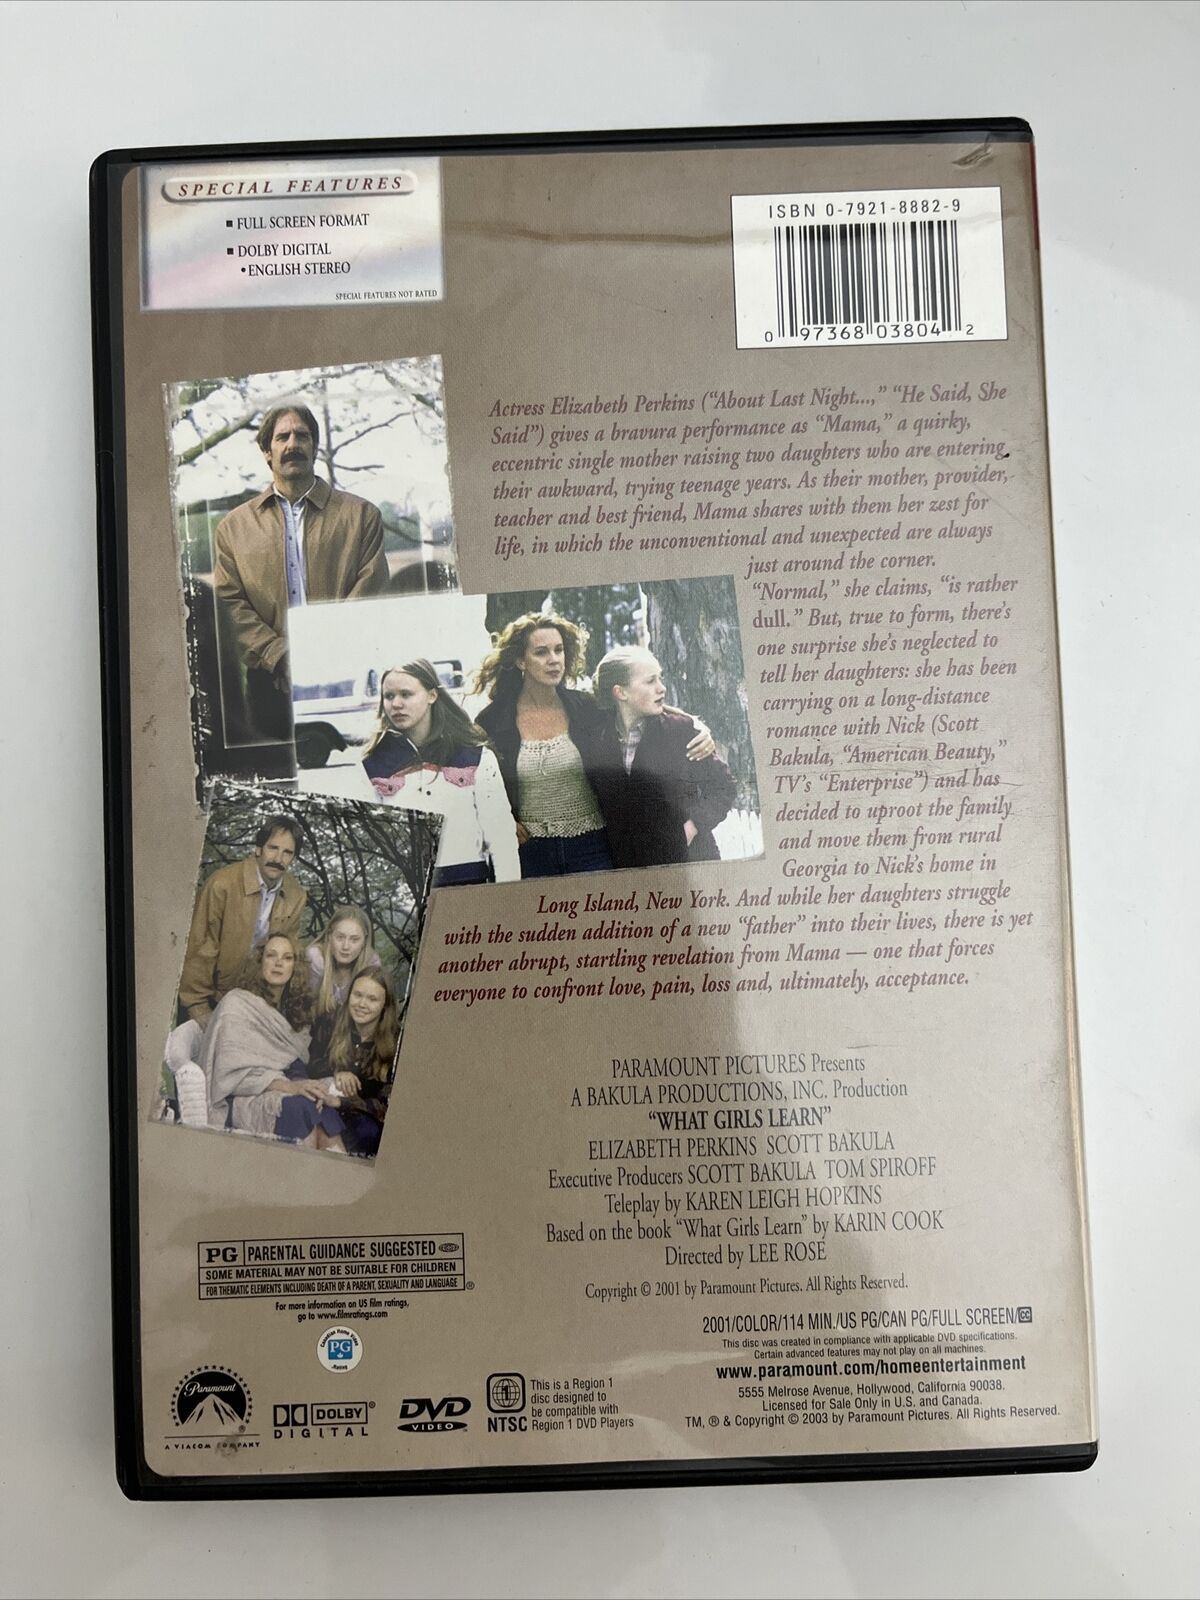 SPECIAL FEATURES
▪ FULL SCREEN FORMAT
▪ DOLBY DIGITAL
• ENGLISH STEREO
SPECIAL FEATURES NOT RATED
ISBN 0-7921-8882-9
0 97368 03804 2
Actress Elizabeth Perkins (“About Last Night...,” “He Said, She
Said”) gives a bravura performance as “Mama,” a quirky,
eccentric single mother raising two daughters who are entering
their awkward, trying teenage years. As their mother, provider,
teacher and best friend, Mama shares with them her zest for
life, in which the unconventional and unexpected are always
just around the corner.
“Normal,” she claims, “is rather
dull.” But, true to form, there’s
one surprise she’s neglected to
tell her daughters: she has been
carrying on a long-distance
romance with Nick (Scott
Bakula, “American Beauty,”
TV’s “Enterprise”) and has
decided to uproot the family
and move them from rural
Georgia to Nick’s home in
Long Island, New York. And while her daughters struggle
with the sudden addition of a new “father” into their lives, there is yet
another abrupt, startling revelation from Mama — one that forces
everyone to confront love, pain, loss and, ultimately, acceptance.
PARAMOUNT PICTURES Presents
A BAKULA PRODUCTIONS, INC. Production
“WHAT GIRLS LEARN”
ELIZABETH PERKINS SCOTT BAKULA
Executive Producers SCOTT BAKULA TOM SPIROFF
Teleplay by KAREN LEIGH HOPKINS
Based on the book “What Girls Learn” by KARIN COOK
Directed by LEE ROSE
Copyright © 2001 by Paramount Pictures. All Rights Reserved.
PG PARENTAL GUIDANCE SUGGESTED
SOME MATERIAL MAY NOT BE SUITABLE FOR CHILDREN
FOR THEMATIC ELEMENTS INCLUDING DEATH OF A PARENT, SEXUALITY AND LANGUAGE ®
For more information on US film ratings,
go to www.filmratings.com
Canadian Home Video
PG
Rating
2001/COLOR/114 MIN./US PG/CAN PG/FULL SCREEN/CC
This disc was created in compliance with applicable DVD specifications.
Certain advanced features may not play on all machines.
www.paramount.com/homeentertainment
5555 Melrose Avenue, Hollywood, California 90038.
Licensed for Sale Only in U.S. and Canada.
TM, ® & Copyright © 2003 by Paramount Pictures. All Rights Reserved.
Paramount
®
A VIACOM COMPANY
DOLBY ®
DIGITAL
DVD
VIDEO
1
NTSC
This is a Region 1
disc designed to
be compatible with
Region 1 DVD Players